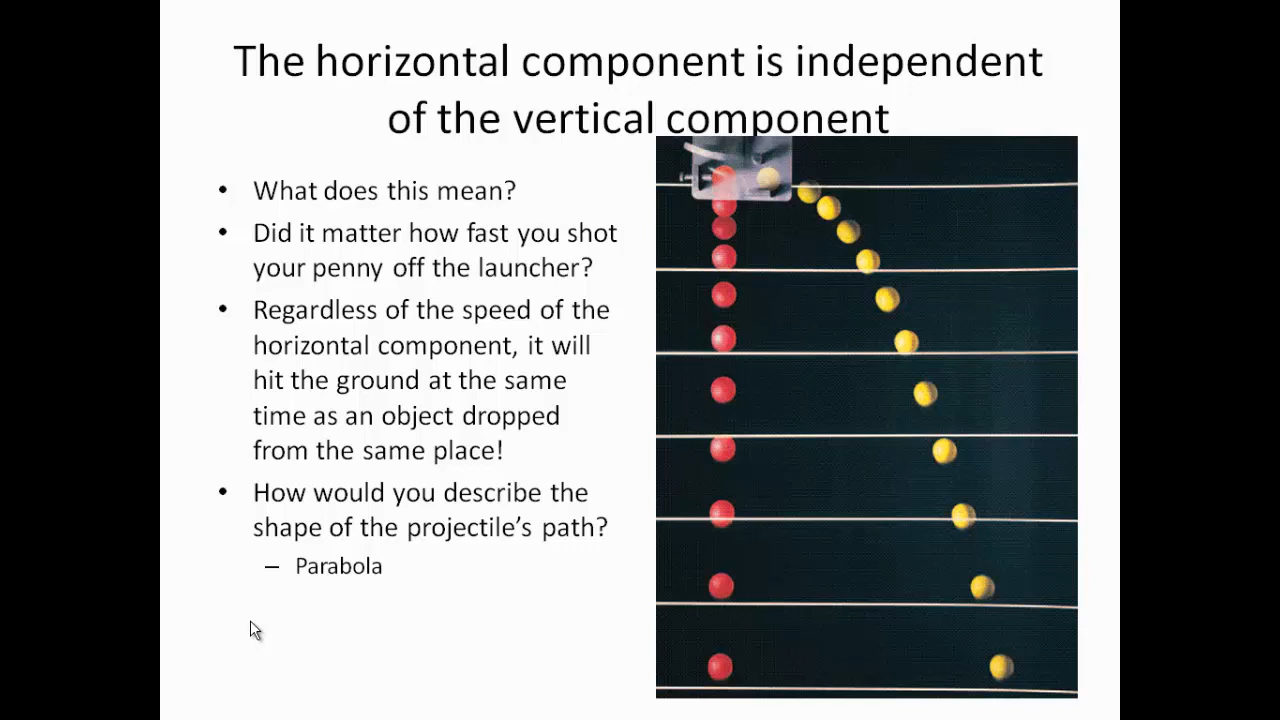 The horizontal component is independent
of the vertical component
• What does this mean?
• Did it matter how fast you shot
your penny off the launcher?
• Regardless of the speed of the
horizontal component, it will
hit the ground at the same
time as an object dropped
from the same place!
• How would you describe the
shape of the projectile’s path?
– Parabola